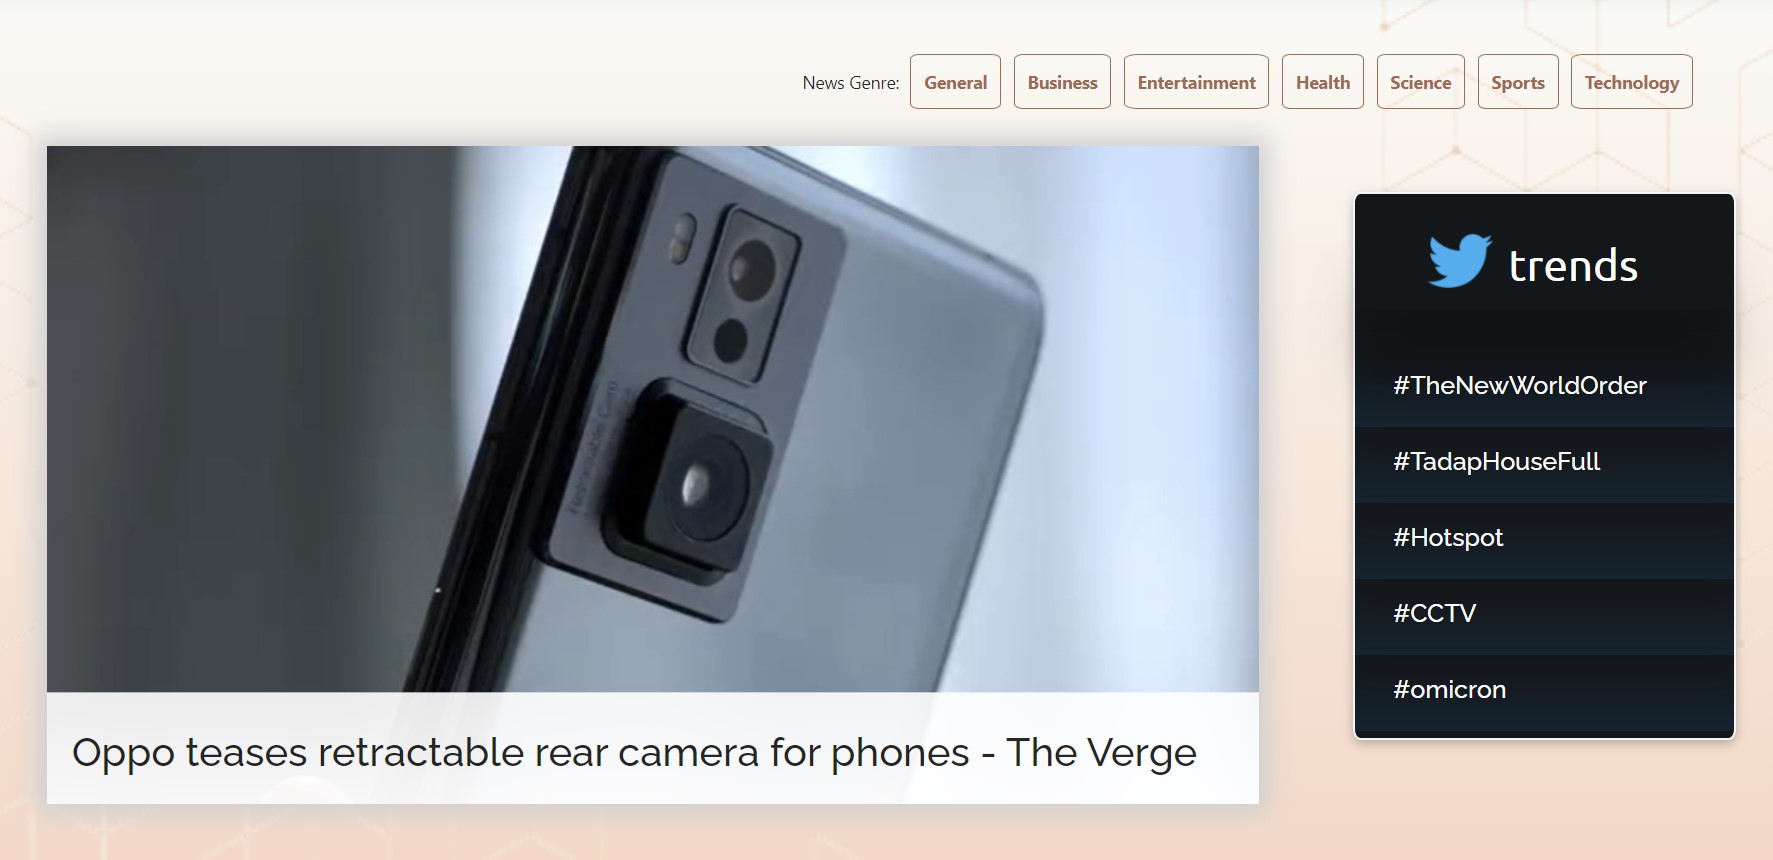 News Genre: General Business Entertainment Health Science Sports Technology
trends
#TheNewWorldOrder
#TadapHouseFull
#Hotspot
#CCTV
#omicron
Oppo teases retractable rear camera for phones - The Verge